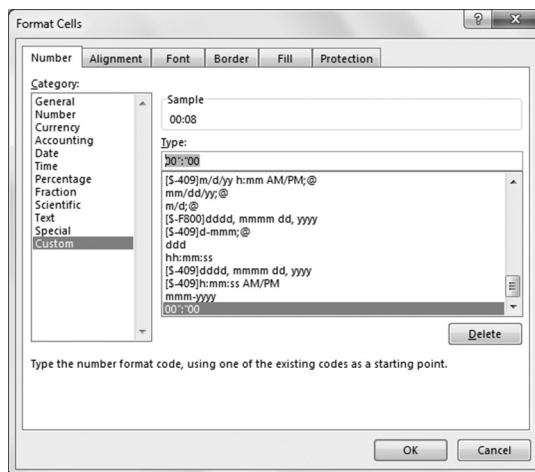 Format Cells
? X
Number Alignment Font Border Fill Protection
Category:
General
Number
Currency
Accounting
Date
Time
Percentage
Fraction
Scientific
Text
Special
Custom
Sample
00:08
Type:
00":"00
[$-409]m/d/yy h:mm AM/PM;@
mm/dd/yy;@
m/d;@
[$-F800]dddd, mmmm dd, yyyy
[$-409]d-mmm;@
ddd
hh:mm:ss
[$-409]dddd, mmmm dd, yyyy
[$-409]h:mm:ss AM/PM
mmm-yyyy
00":"00
Delete
Type the number format code, using one of the existing codes as a starting point.
OK Cancel